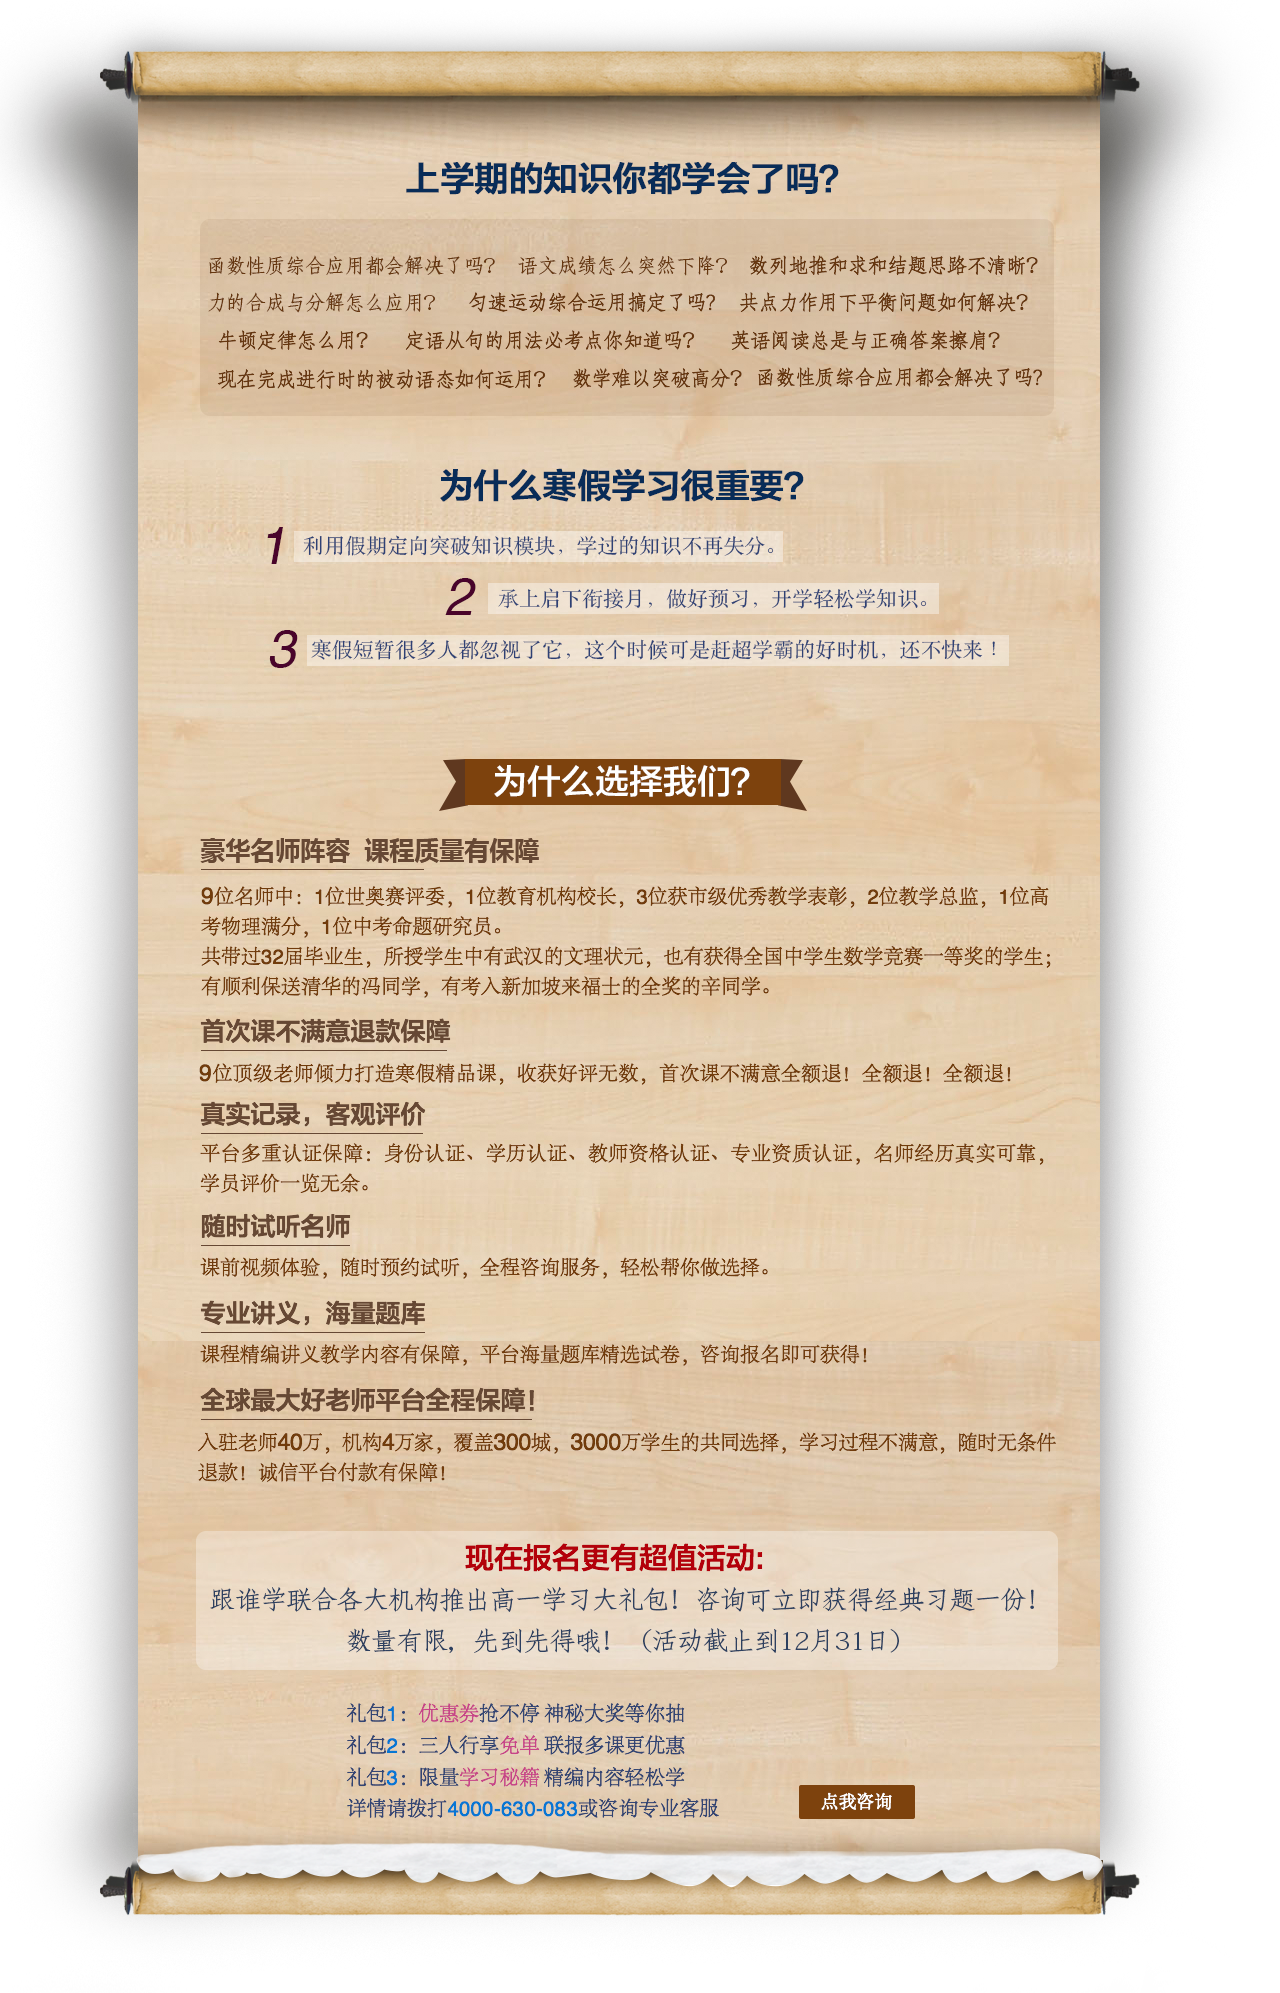 上学期的知识你都学会了吗?
函数性质综合应用都会解决了吗? 语文成绩怎么突然下降? 数列地推和求和结题思路不清晰?
力的合成与分解怎么应用? 匀速运动综合运用搞定了吗? 共点力作用下平衡问题如何解决?
牛顿定律怎么用? 定语从句的用法必考点你知道吗? 英语阅读总是与正确答案擦肩?
现在完成进行时的被动语态如何运用? 数学难以突破高分? 函数性质综合应用都会解决了吗?
为什么寒假学习很重要?
1 利用假期定向突破知识模块，学过的知识不再失分。
2 承上启下衔接月，做好预习，开学轻松学知识。
3 寒假短暂很多人都忽视了它，这个时候可是赶超学霸的好时机，还不快来！
为什么选择我们?
豪华名师阵容 课程质量有保障
9位名师中：1位世奥赛评委，1位教育机构校长，3位获市级优秀教学表彰，2位教学总监，1位高
考物理满分，1位中考命题研究员。
共带过32届毕业生，所授学生中有武汉的文理状元，也有获得全国中学生数学竞赛一等奖的学生；
有顺利保送清华的冯同学，有考入新加坡来福士的全奖的辛同学。
首次课不满意退款保障
9位顶级老师倾力打造寒假精品课，收获好评无数，首次课不满意全额退！全额退！全额退！
真实记录，客观评价
平台多重认证保障：身份认证、学历认证、教师资格认证、专业资质认证，名师经历真实可靠，
学员评价一览无余。
随时试听名师
课前视频体验，随时预约试听，全程咨询服务，轻松帮你做选择。
专业讲义，海量题库
课程精编讲义教学内容有保障，平台海量题库精选试卷，咨询报名即可获得！
全球最大好老师平台全程保障！
入驻老师40万，机构4万家，覆盖300城，3000万学生的共同选择，学习过程不满意，随时无条件
退款！诚信平台付款有保障！
现在报名更有超值活动:
跟谁学联合各大机构推出高一学习大礼包！咨询可立即获得经典习题一份！
数量有限，先到先得哦！（活动截止到12月31日）
礼包1：优惠券抢不停 神秘大奖等你抽
礼包2：三人行享免单 联报多课更优惠
礼包3：限量学习秘籍 精编内容轻松学
详情请拨打4000-630-083或咨询专业客服
点我咨询